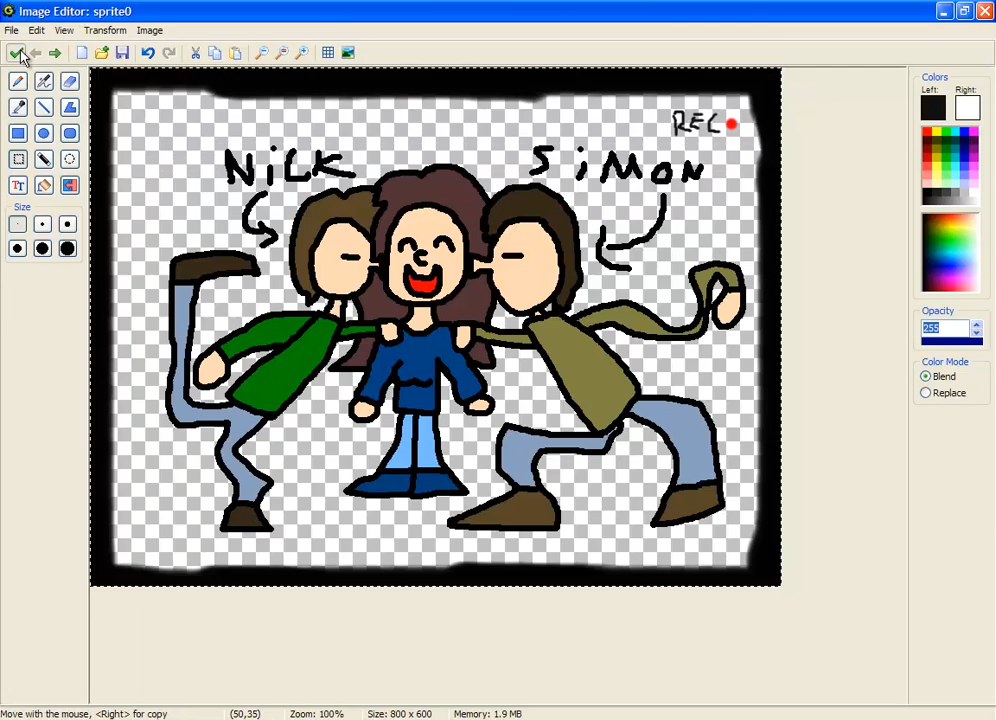 Image Editor: sprite0
File Edit View Transform Image
Colors
Left: Right:
REC
NiLK SiMON
TT
Size
Opacity
255
Color Mode
Blend
Replace
Move with the mouse, <Right> for copy (50,35) Zoom: 100% Size: 800 x 600 Memory: 1.9 MB